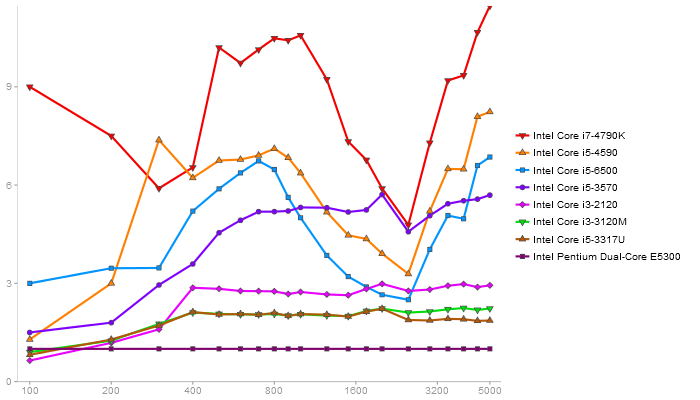 9
6
3
0
100 200 400 800 1600 3200 5000
Intel Core i7-4790K
Intel Core i5-4590
Intel Core i5-6500
Intel Core i5-3570
Intel Core i3-2120
Intel Core i3-3120M
Intel Core i5-3317U
Intel Pentium Dual-Core E5300